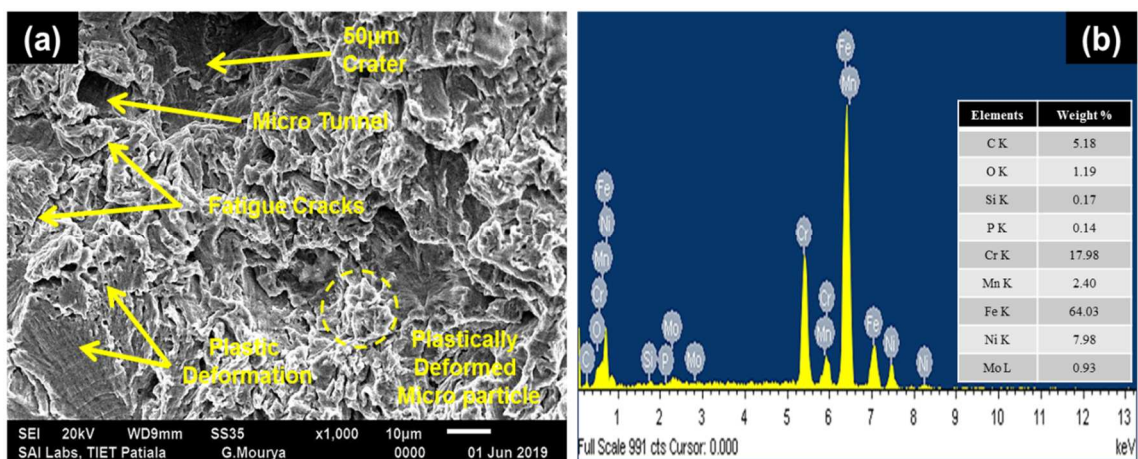 (a)
50µm
Crater
Micro Tunnel
Fatigue Cracks
Plastic
Deformation
Plastically
Deformed
Micro particle
SEI 20kV WD9mm SS35 x1,000 10µm
SAI Labs, TIET Patiala G.Mourya 0000 01 Jun 2019
(b)
Fe
Mn
Fe
Ni
Mn
Cr
O
C
Si
Mo
P
Mo
Cr
Cr
Mn
Fe
Ni
Ni
Elements Weight %
C K 5.18
O K 1.19
Si K 0.17
P K 0.14
Cr K 17.98
Mn K 2.40
Fe K 64.03
Ni K 7.98
Mo L 0.93
1 2 3 4 5 6 7 8 9 10 11 12 13
Full Scale 991 cts Cursor: 0.000 keV